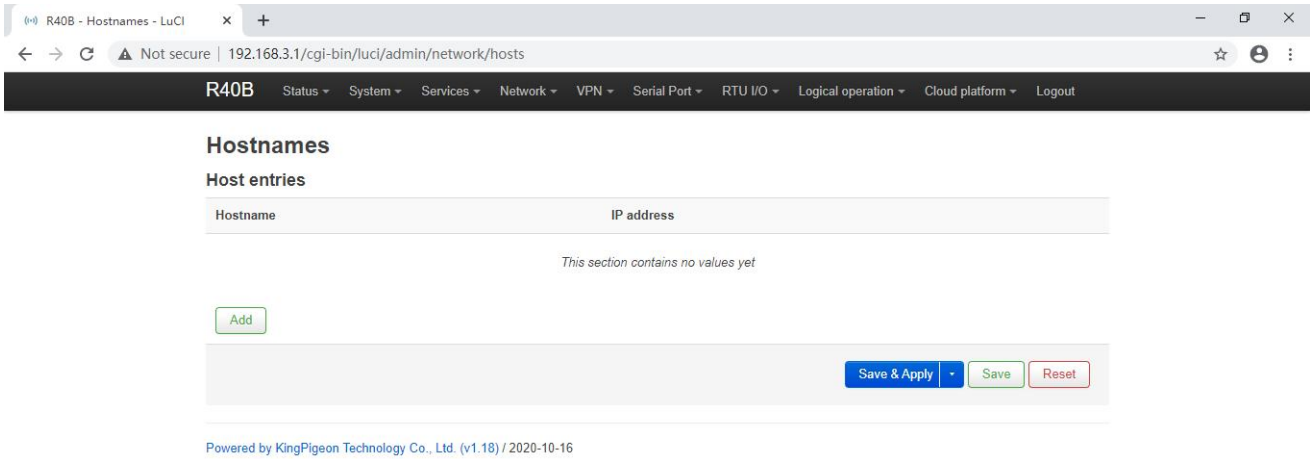 R40B - Hostnames - LuCI
Not secure | 192.168.3.1/cgi-bin/luci/admin/network/hosts
R40B Status System Services Network VPN Serial Port RTU I/O Logical operation Cloud platform Logout
Hostnames
Host entries
Hostname IP address
This section contains no values yet
Add
Save & Apply Save Reset
Powered by KingPigeon Technology Co., Ltd. (v1.18) / 2020-10-16